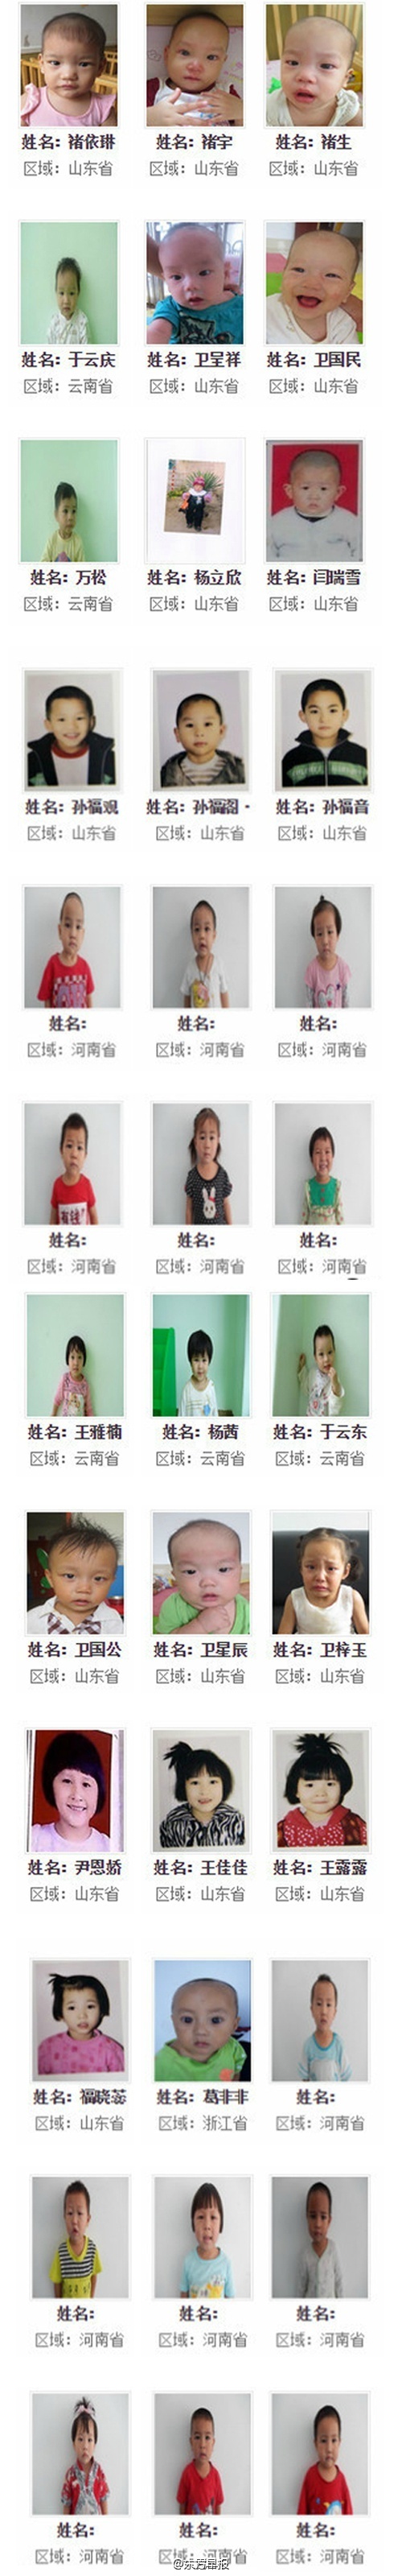 姓名：褚依琳 姓名：褚宇 姓名：褚生
区域：山东省 区域：山东省 区域：山东省
姓名：于云庆 姓名：卫呈祥 姓名：卫国民
区域：云南省 区域：山东省 区域：山东省
姓名：万松 姓名：杨立欣 姓名：闫瑞雪
区域：云南省 区域：山东省 区域：山东省
姓名：孙福观 姓名：孙福阁· 姓名：孙福音
区域：山东省 区域：山东省 区域：山东省
姓名： 姓名： 姓名：
区域：河南省 区域：河南省 区域：河南省
有钱!
姓名： 姓名： 姓名：
区域：河南省 区域：河南省 区域：河南省
姓名：王雅楠 姓名：杨茜 姓名：于云东
区域：云南省 区域：云南省 区域：云南省
姓名：卫国公 姓名：卫星辰 姓名：卫梓玉
区域：山东省 区域：山东省 区域：山东省
姓名：尹恩娇 姓名：王佳佳 姓名：王露露
区域：山东省 区域：山东省 区域：山东省
姓名：福晓蕊 姓名：葛非非 姓名：
区域：山东省 区域：浙江省 区域：河南省
姓名： 姓名： 姓名：
区域：河南省 区域：河南省 区域：河南省
姓名： 姓名： 姓名：
区域：河南省 区域：河南省 区域：河南省
@东方早报